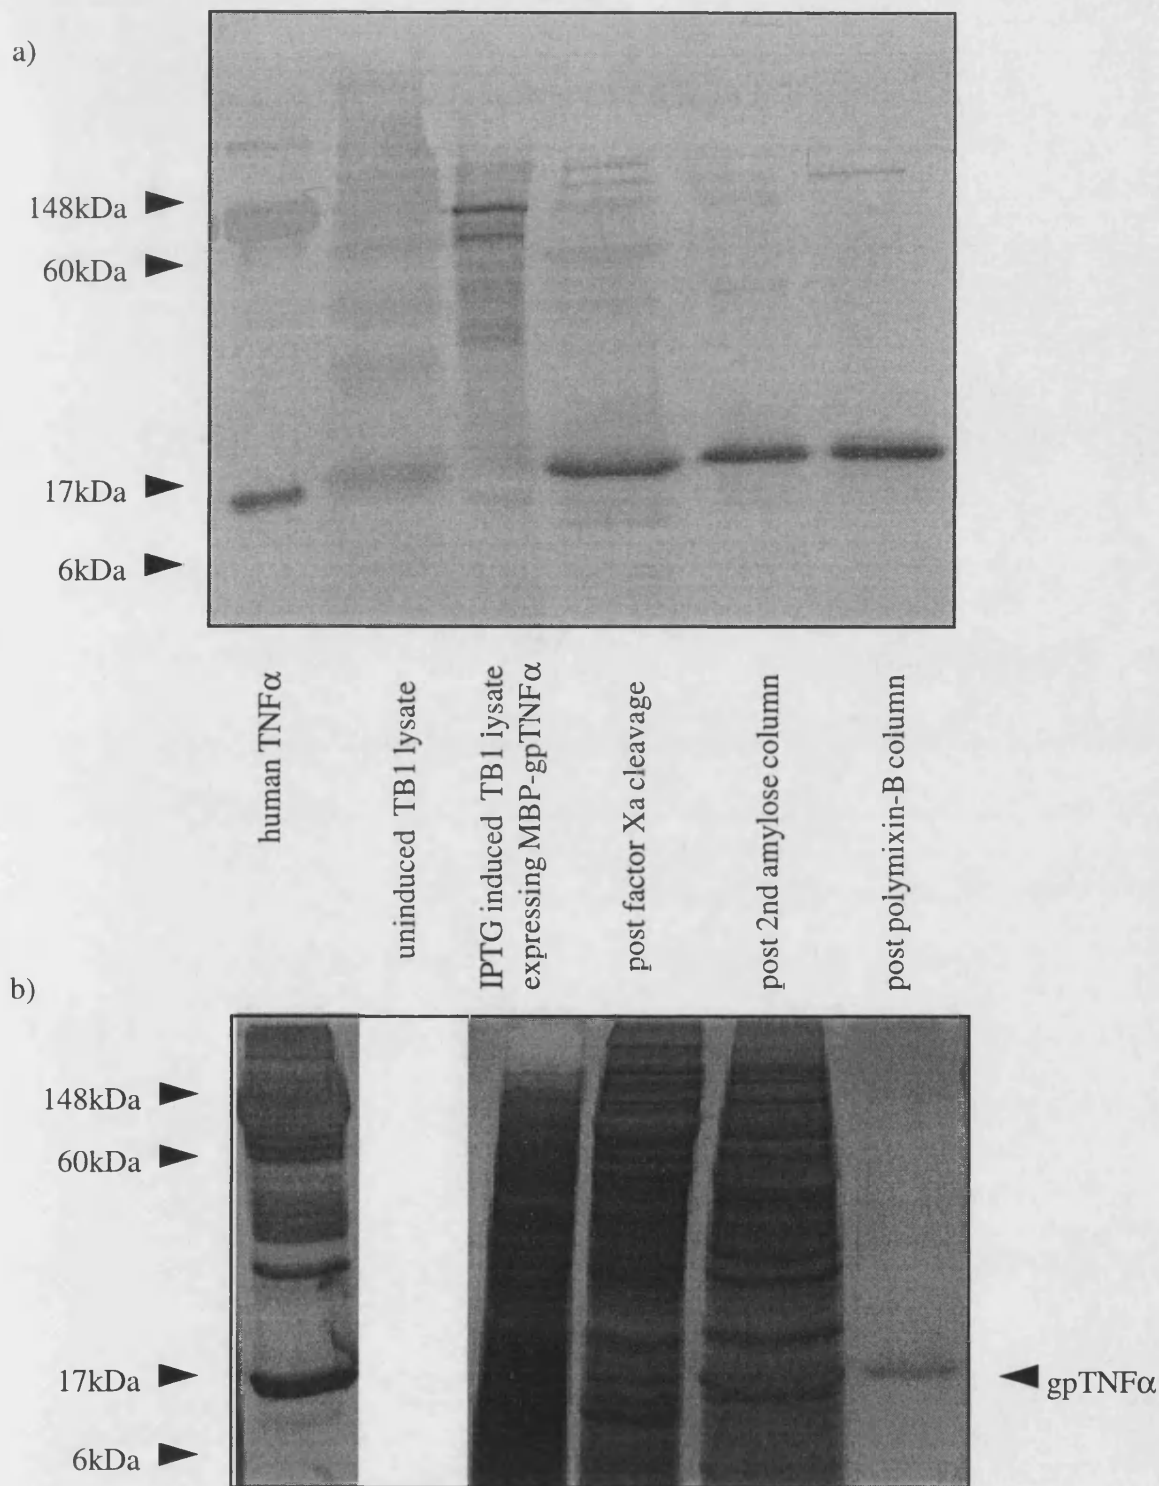 a)
148kDa
60kDa
17kDa
6kDa
human TNFα
uninduced TB1 lysate
IPTG induced TB1 lysate
expressing MBP-gpTNFα
post factor Xa cleavage
post 2nd amylose column
post polymixin-B column
b)
148kDa
60kDa
17kDa
gpTNFα
6kDa